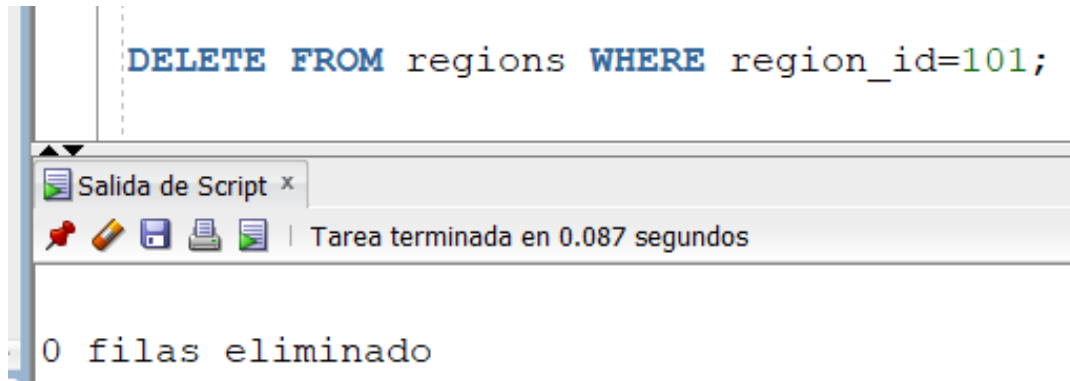 DELETE FROM regions WHERE region_id=101;
Salida de Script x
Tarea terminada en 0.087 segundos
0 filas eliminado